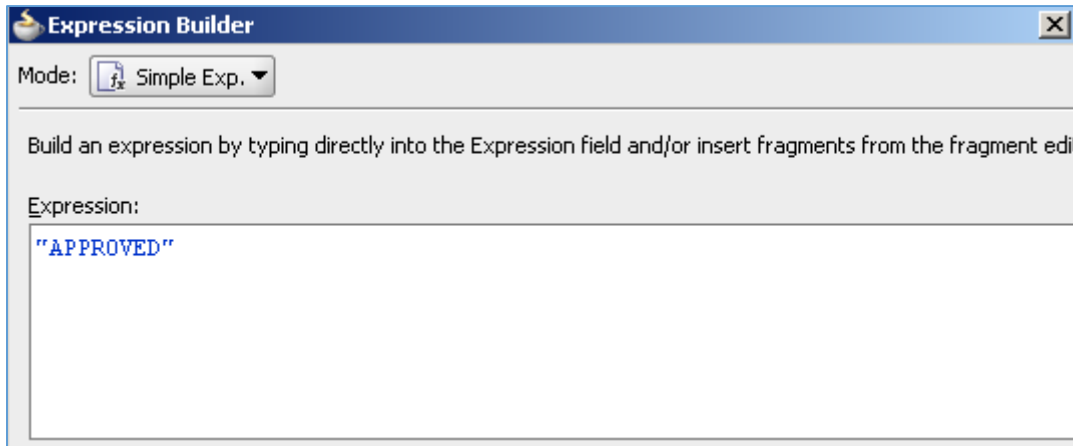 Expression Builder
Mode: Simple Exp.
Build an expression by typing directly into the Expression field and/or insert fragments from the fragment edi
Expression:
"APPROVED"